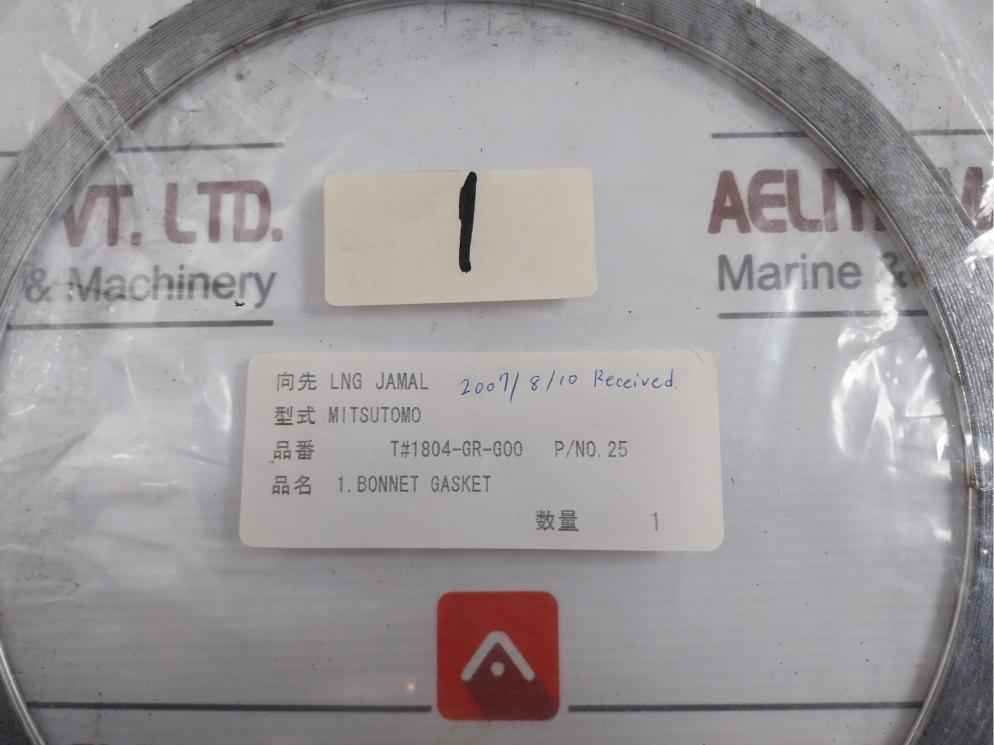 VT. LTD.
& Machinery
1
AELIYA
Marine &
向先 LNG JAMAL 2007/8/10 Received.
型式 MITSUTOMO
品番 T#1804-GR-G00 P/NO.25
品名 1.BONNET GASKET
数量 1